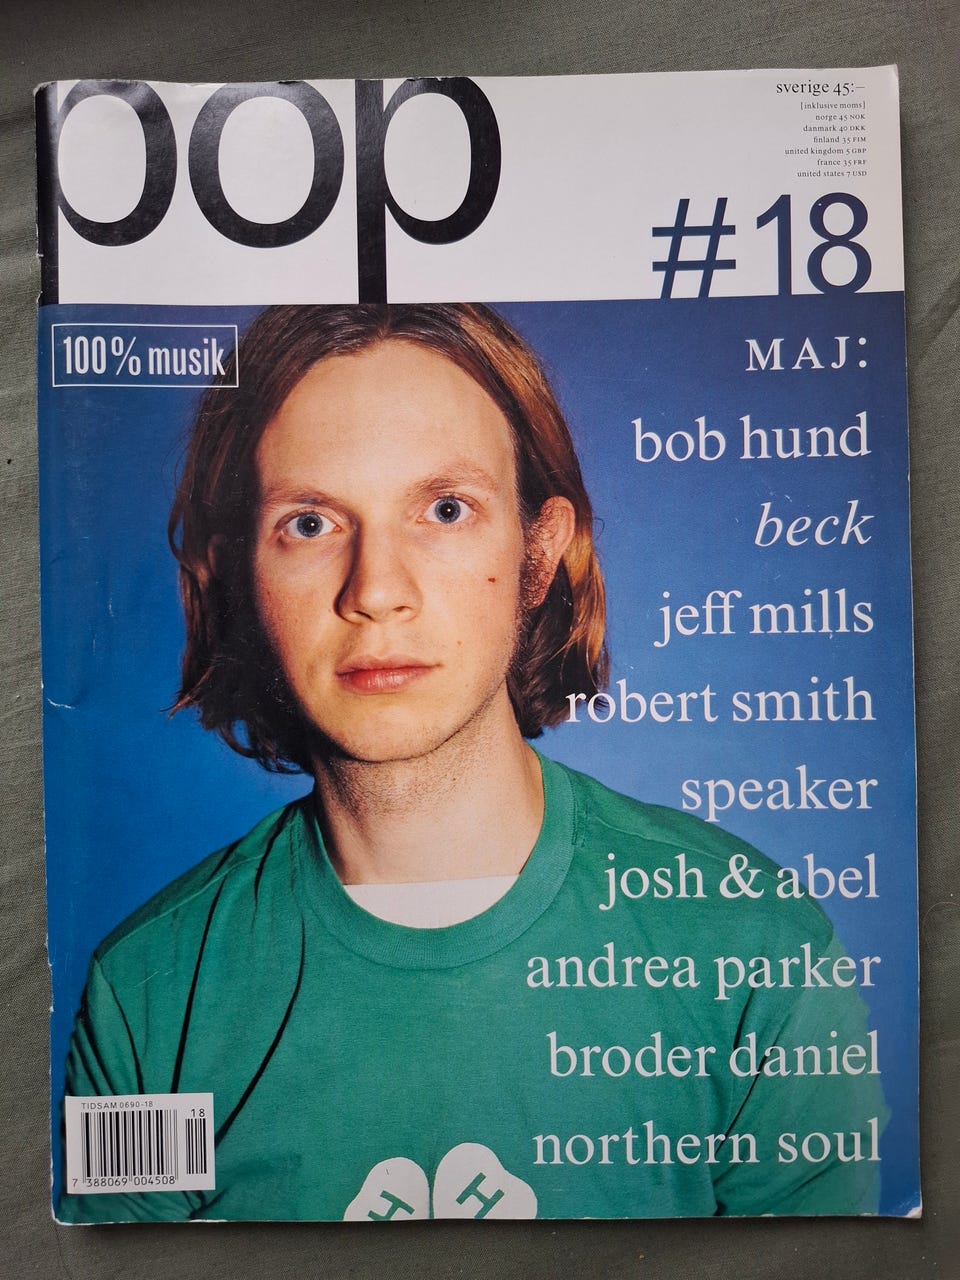 pop
sverige 45:–
[inklusive moms]
norge 45 NOK
danmark 40 DKK
finland 35 FIM
united kingdom 5 GBP
france 35 FRF
united states 7 USD
#18
100% musik
MAJ:
bob hund
beck
jeff mills
robert smith
speaker
josh & abel
andrea parker
broder daniel
northern soul
TIDSAM 0690-18
18
7 388069 004508
H H